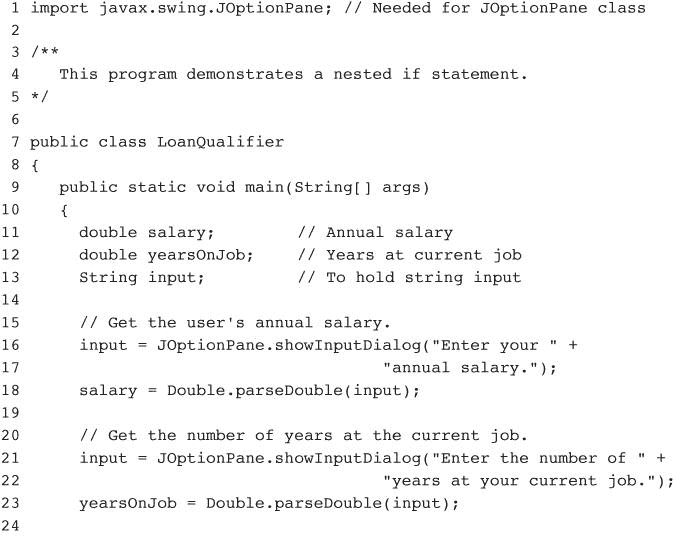 1 import javax.swing.JOptionPane; // Needed for JOptionPane class
2
3 /**
4    This program demonstrates a nested if statement.
5 */
6
7 public class LoanQualifier
8 {
9    public static void main(String[] args)
10    {
11      double salary;        // Annual salary
12      double yearsOnJob;    // Years at current job
13      String input;         // To hold string input
14
15      // Get the user's annual salary.
16      input = JOptionPane.showInputDialog("Enter your " +
17                                     "annual salary.");
18      salary = Double.parseDouble(input);
19
20      // Get the number of years at the current job.
21      input = JOptionPane.showInputDialog("Enter the number of " +
22                                     "years at your current job.");
23      yearsOnJob = Double.parseDouble(input);
24